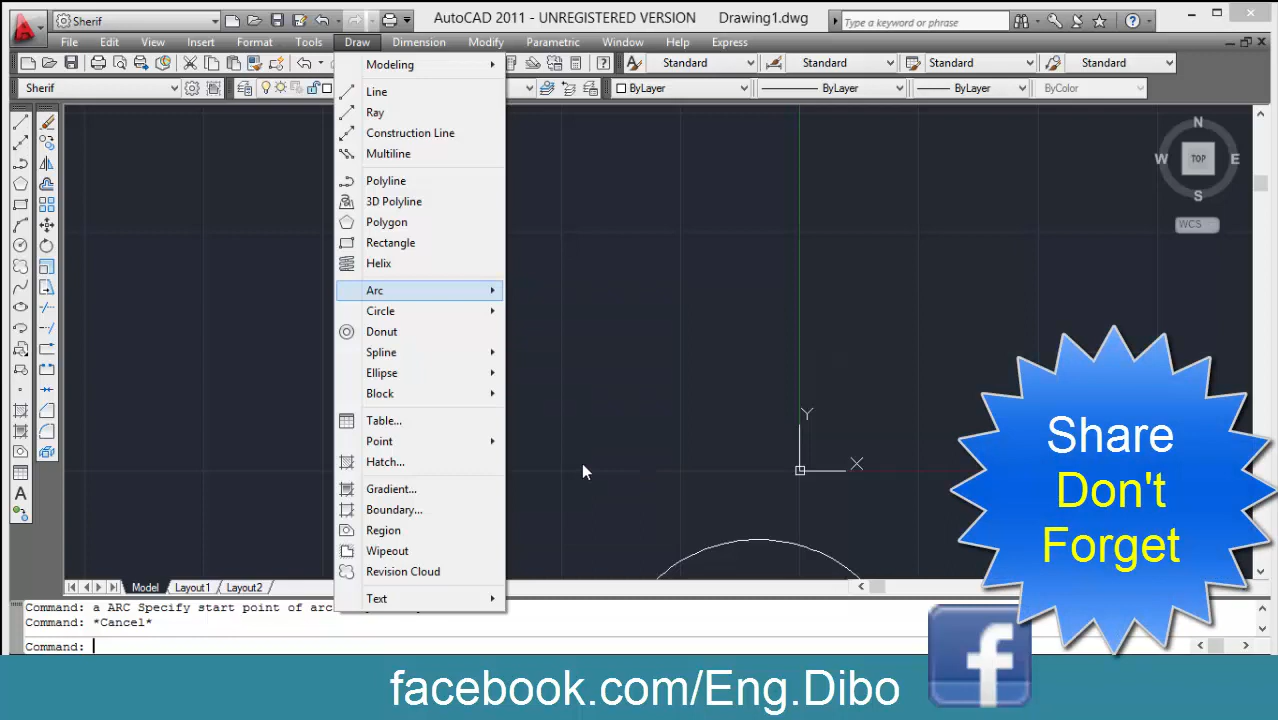 Sherif
AutoCAD 2011 - UNREGISTERED VERSION Drawing1.dwg
Type a keyword or phrase
File Edit View Insert Format Tools Draw Dimension Modify Parametric Window Help Express
Standard Standard Standard Standard
Sherif
ByLayer ByLayer ByLayer ByColor
Modeling
Line
Ray
Construction Line
Multiline
Polyline
3D Polyline
Polygon
Rectangle
Helix
Arc
Circle
Donut
Spline
Ellipse
Block
Table...
Point
Hatch...
Gradient...
Boundary...
Region
Wipeout
Revision Cloud
Text
N
W TOP E
S
WCS
Y
X
A
Share
Don't
Forget
Model Layout1 Layout2
Command: a ARC Specify start point of arc
Command: *Cancel*
Command:
f
facebook.com/Eng.Dibo